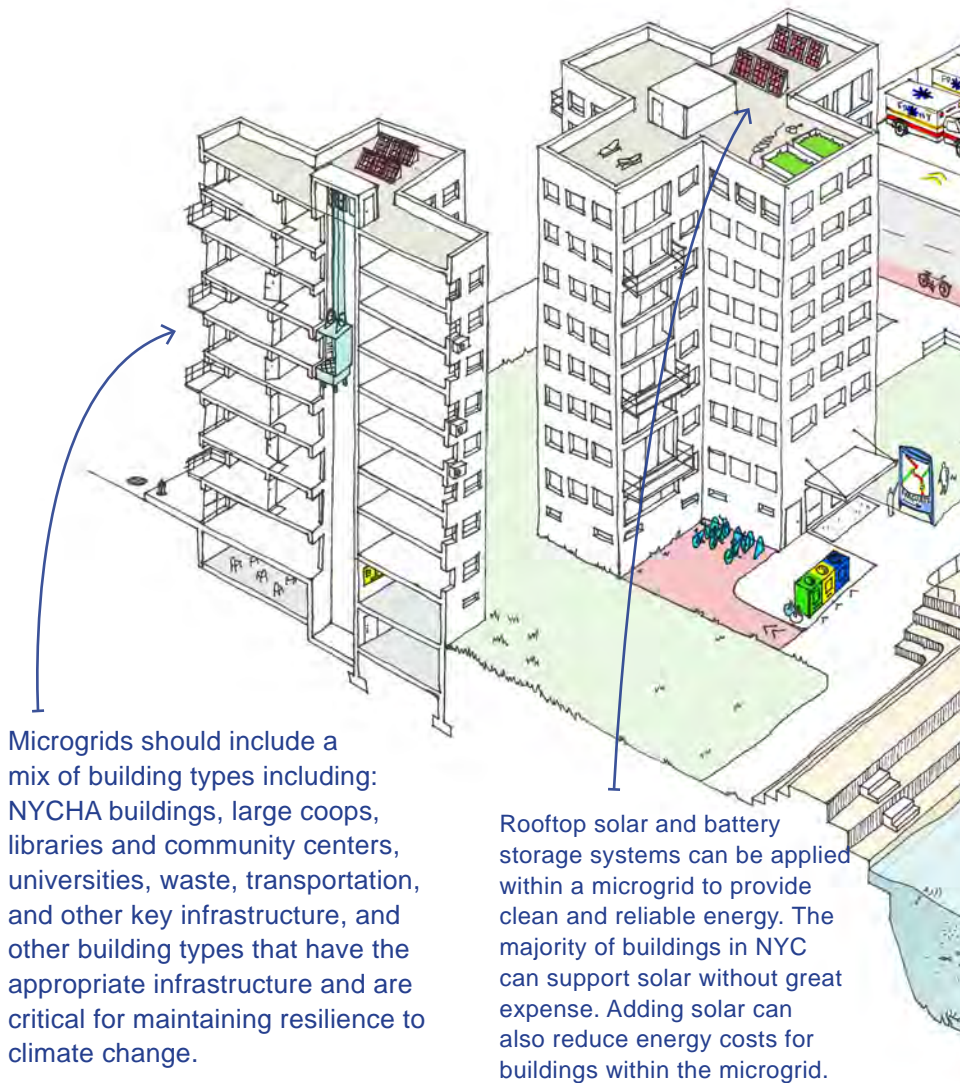 Microgrids should include a
mix of building types including:
NYCHA buildings, large coops,
libraries and community centers,
universities, waste, transportation,
and other key infrastructure, and
other building types that have the
appropriate infrastructure and are
critical for maintaining resilience to
climate change.
Rooftop solar and battery
storage systems can be applied
within a microgrid to provide
clean and reliable energy. The
majority of buildings in NYC
can support solar without great
expense. Adding solar can
also reduce energy costs for
buildings within the microgrid.